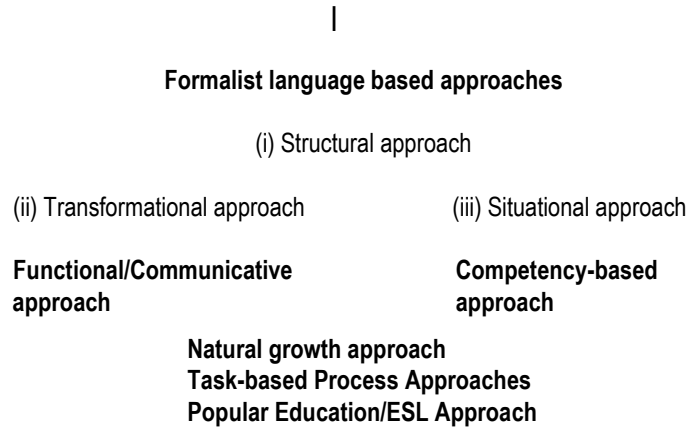 Formalist language based approaches
(i) Structural approach
(ii) Transformational approach (iii) Situational approach
Functional/Communicative Competency-based
approach approach
Natural growth approach
Task-based Process Approaches
Popular Education/ESL Approach